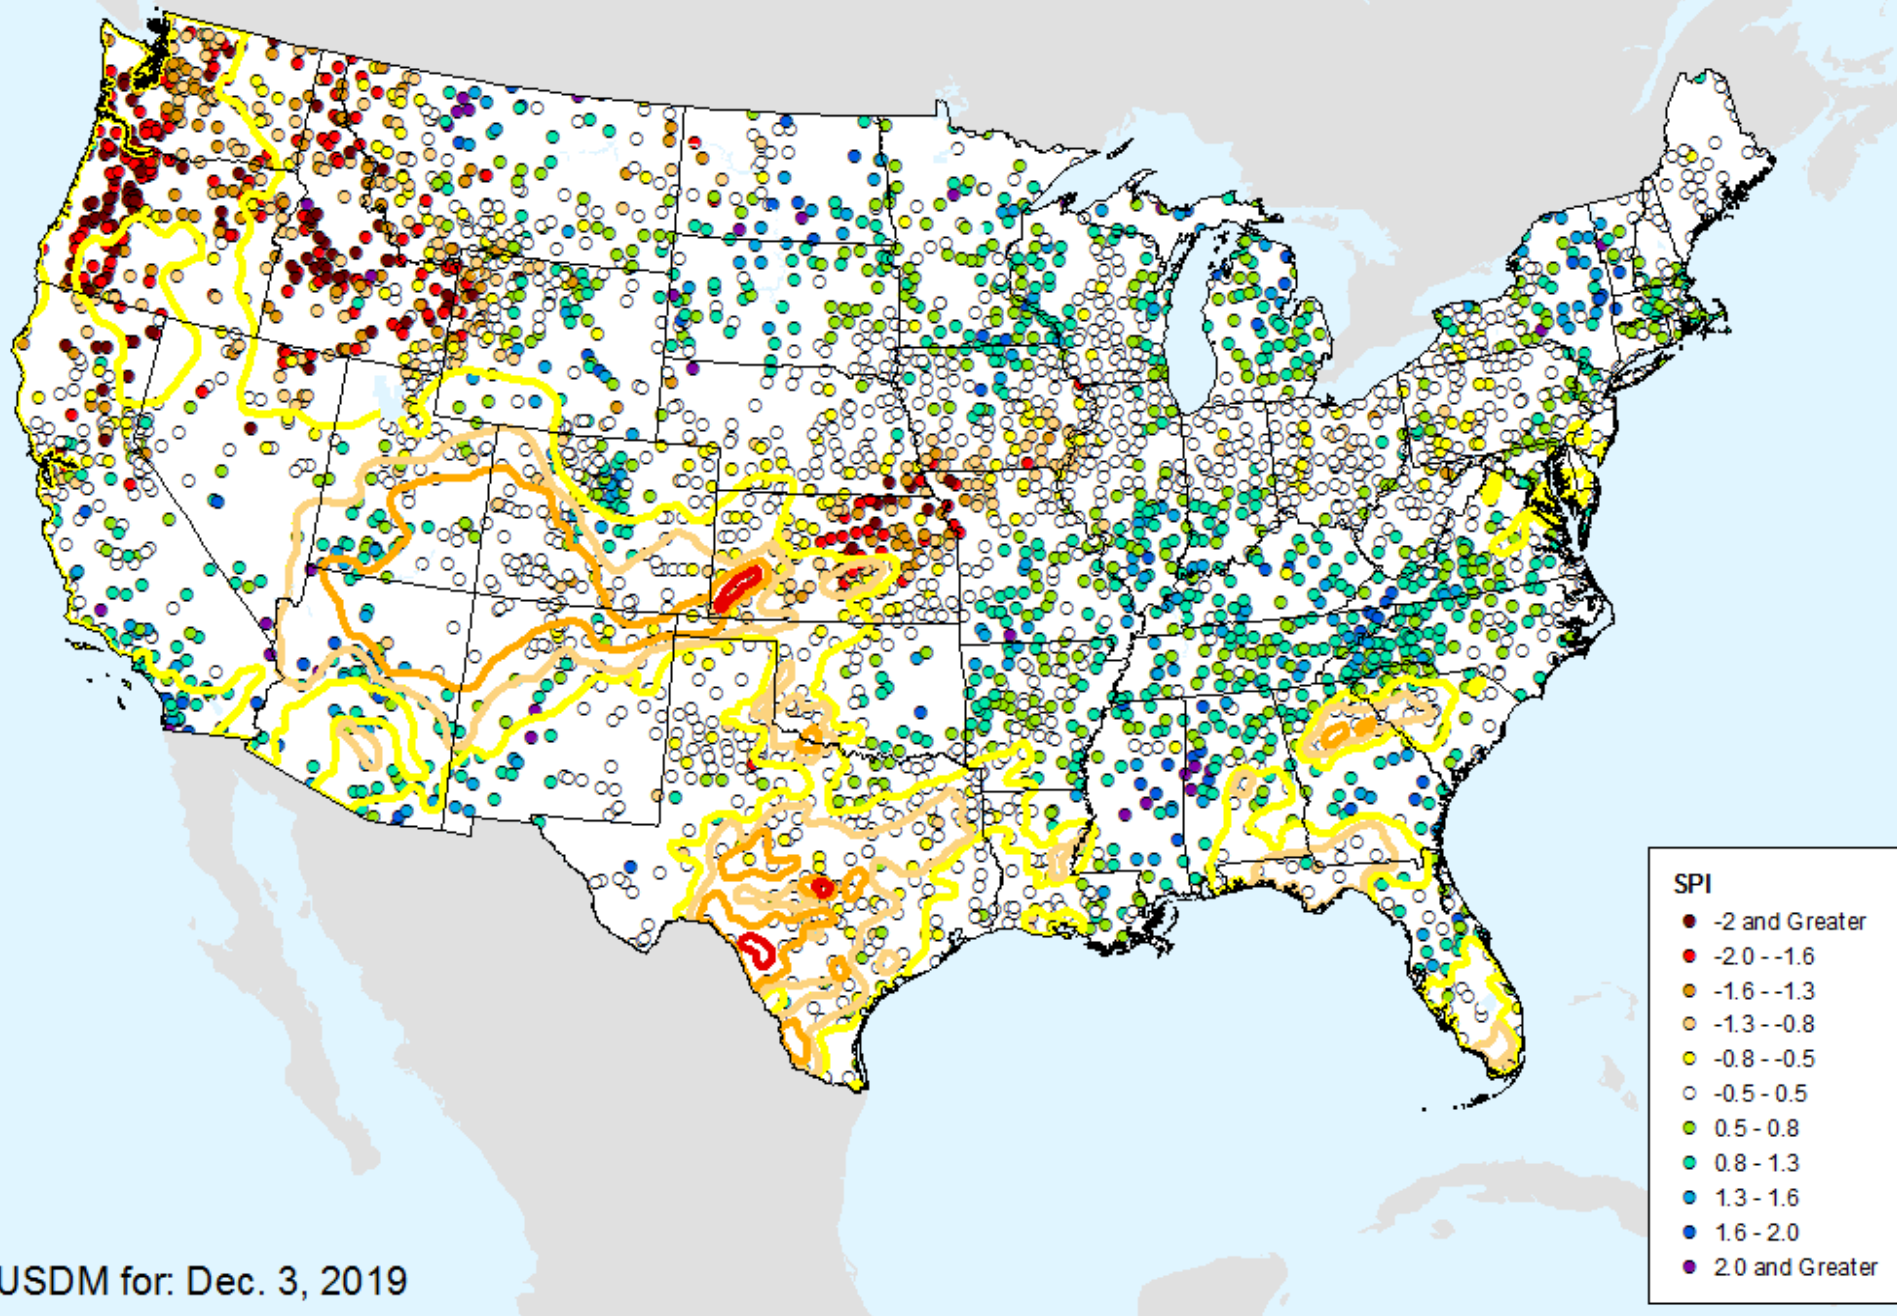 SPI
-2 and Greater
-2.0 - -1.6
-1.6 - -1.3
-1.3 - -0.8
-0.8 - -0.5
-0.5 - 0.5
0.5 - 0.8
0.8 - 1.3
1.3 - 1.6
1.6 - 2.0
2.0 and Greater
USDM for: Dec. 3, 2019